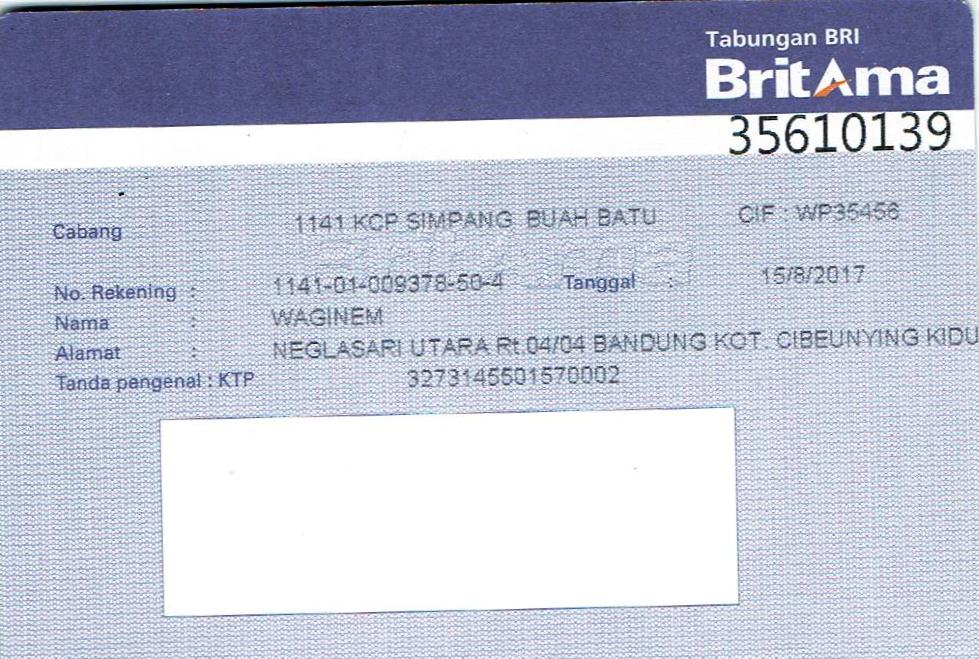 Tabungan BRI
BritAma
35610139
Cabang 1141 KCP SIMPANG BUAH BATU CIF : WP35456
No. Rekening : 1141-01-009378-50-4 Tanggal : 15/8/2017
Nama : WAGINEM
Alamat : NEGLASARI UTARA Rt.04/04 BANDUNG KOT. CIBEUNYING KIDU
Tanda pengenal : KTP 3273145501570002